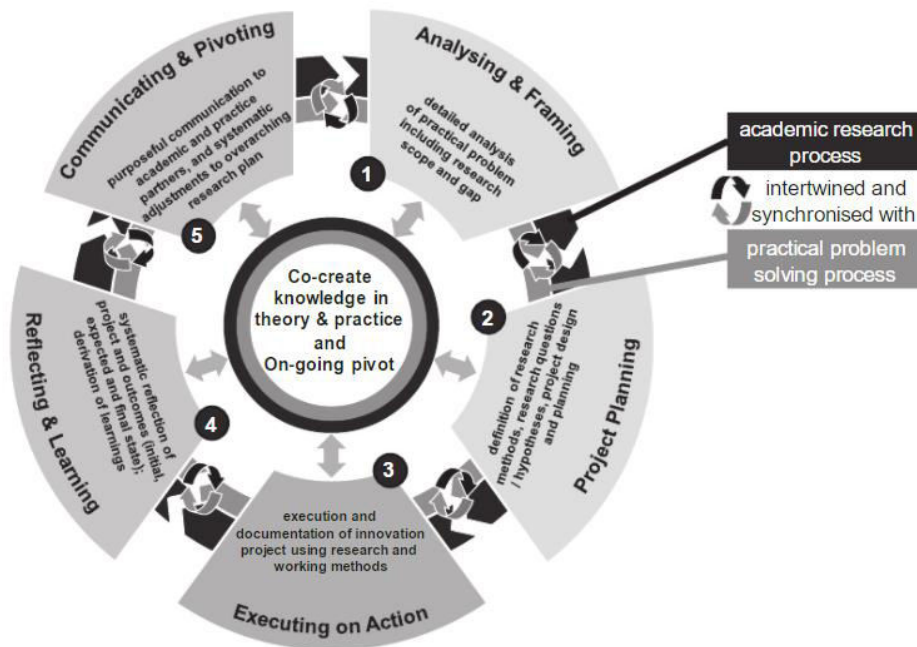 Communicating & Pivoting
purposeful communication to
academic and practice
partners, and systematic
adjustments to overarching
research plan
5
Analysing & Framing
detailed analysis
of practical problem
including research
scope and gap
1
academic research
process
intertwined and
synchronised with
practical problem
solving process
Co-create
knowledge in
theory & practice
and
On-going pivot
2
definition of research
methods, research questions
/ hypotheses, project design
and planning
Project Planning
Reflecting & Learning
systematic reflection of
project and outcomes (initial,
expected and final state);
derivation of learnings
4
3
execution and
documentation of innovation
project using research and
working methods
Executing on Action